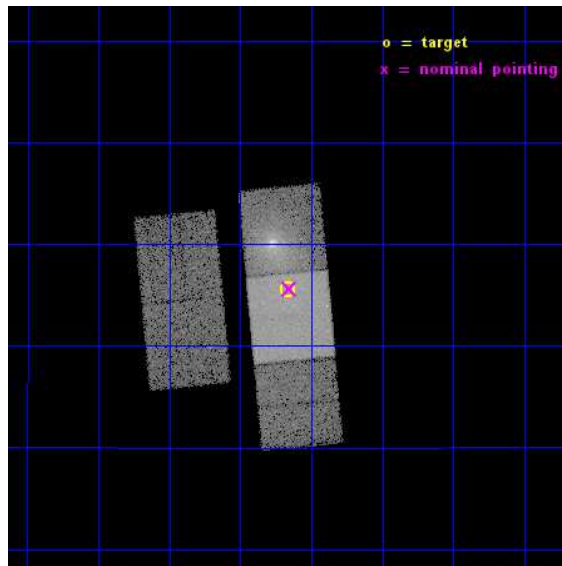 o = target
x = nominal pointing